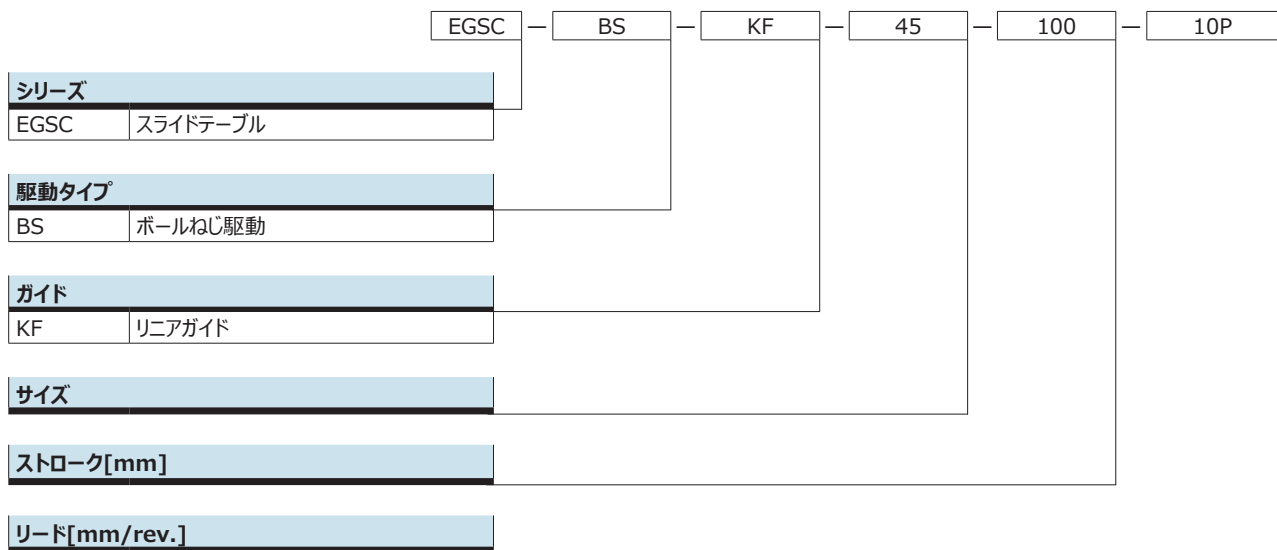 EGSC — BS — KF — 45 — 100 — 10P
シリーズ
EGSC スライドテーブル
駆動タイプ
BS ボールねじ駆動
ガイド
KF リニアガイド
サイズ
ストローク[mm]
リード[mm/rev.]